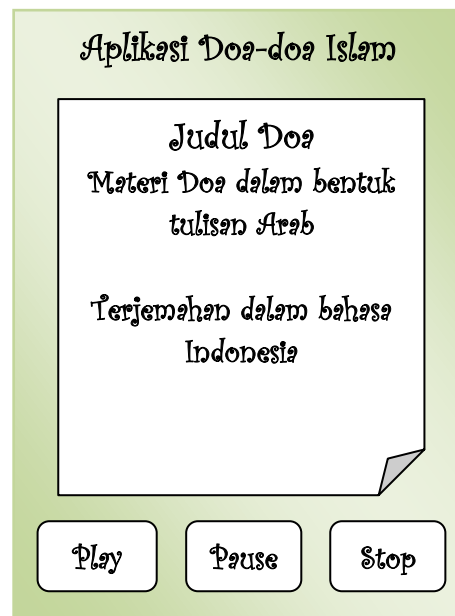 Aplikasi Doa-doa Islam
Judul Doa
Materi Doa dalam bentuk
tulisan Arab
Terjemahan dalam bahasa
Indonesia
Play
Pause
Stop